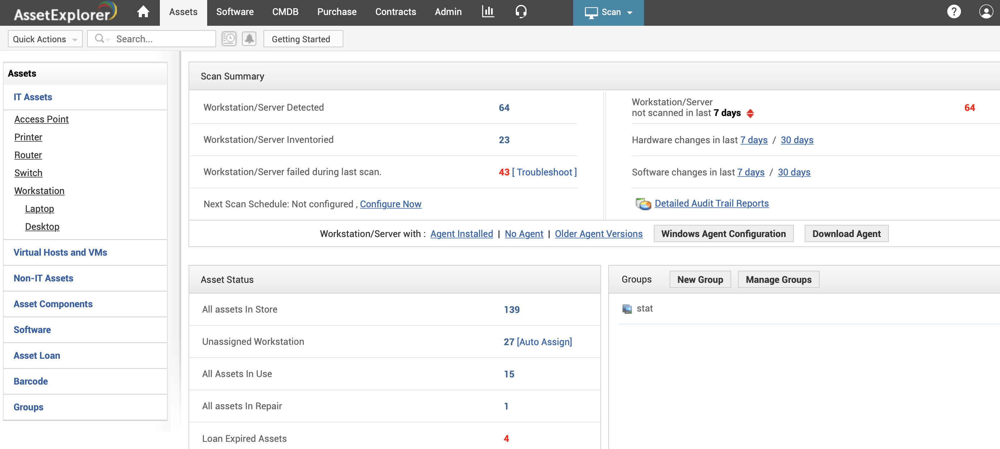 AssetExplorer
Assets
Software
CMDB
Purchase
Contracts
Admin
Scan
?
Quick Actions
Search...
Getting Started
Assets
IT Assets
Access Point
Printer
Router
Switch
Workstation
Laptop
Desktop
Virtual Hosts and VMs
Non-IT Assets
Asset Components
Software
Asset Loan
Barcode
Groups
Scan Summary
Workstation/Server Detected 64
Workstation/Server Inventoried 23
Workstation/Server failed during last scan. 43 [ Troubleshoot ]
Next Scan Schedule: Not configured , Configure Now
Workstation/Server
not scanned in last 7 days 64
Hardware changes in last 7 days / 30 days
Software changes in last 7 days / 30 days
Detailed Audit Trail Reports
Workstation/Server with : Agent Installed | No Agent | Older Agent Versions Windows Agent Configuration Download Agent
Asset Status
All assets In Store 139
Unassigned Workstation 27 [Auto Assign]
All Assets In Use 15
All assets In Repair 1
Loan Expired Assets 4
Groups New Group Manage Groups
stat